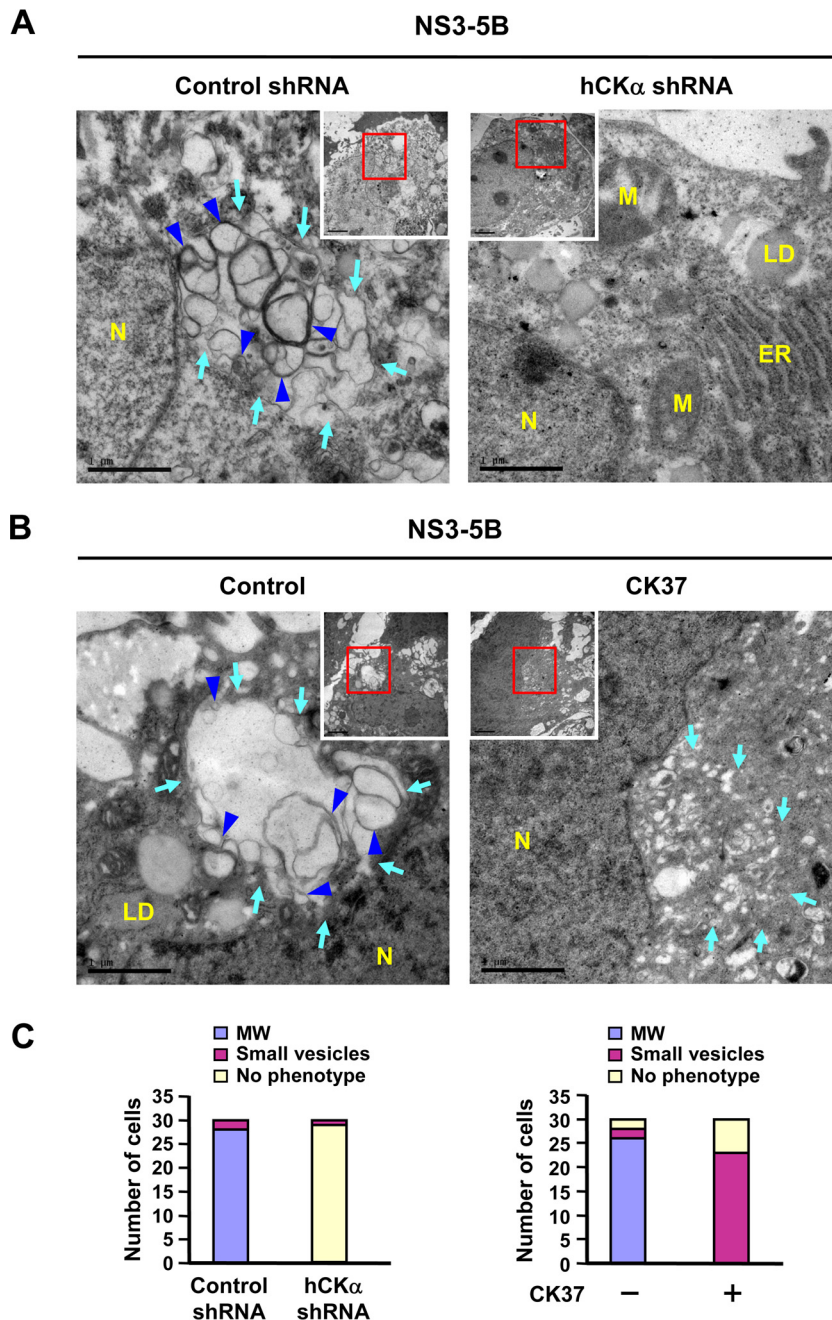 A
NS3-5B
Control shRNA
hCKα shRNA
N
1 μm
M
LD
ER
N
M
1 μm
B
NS3-5B
Control
CK37
LD
N
1 μm
N
C
MW
Small vesicles
No phenotype
Number of cells
35
30
25
20
15
10
5
0
Control
shRNA
hCKα
shRNA
MW
Small vesicles
No phenotype
Number of cells
35
30
25
20
15
10
5
0
CK37
−
+